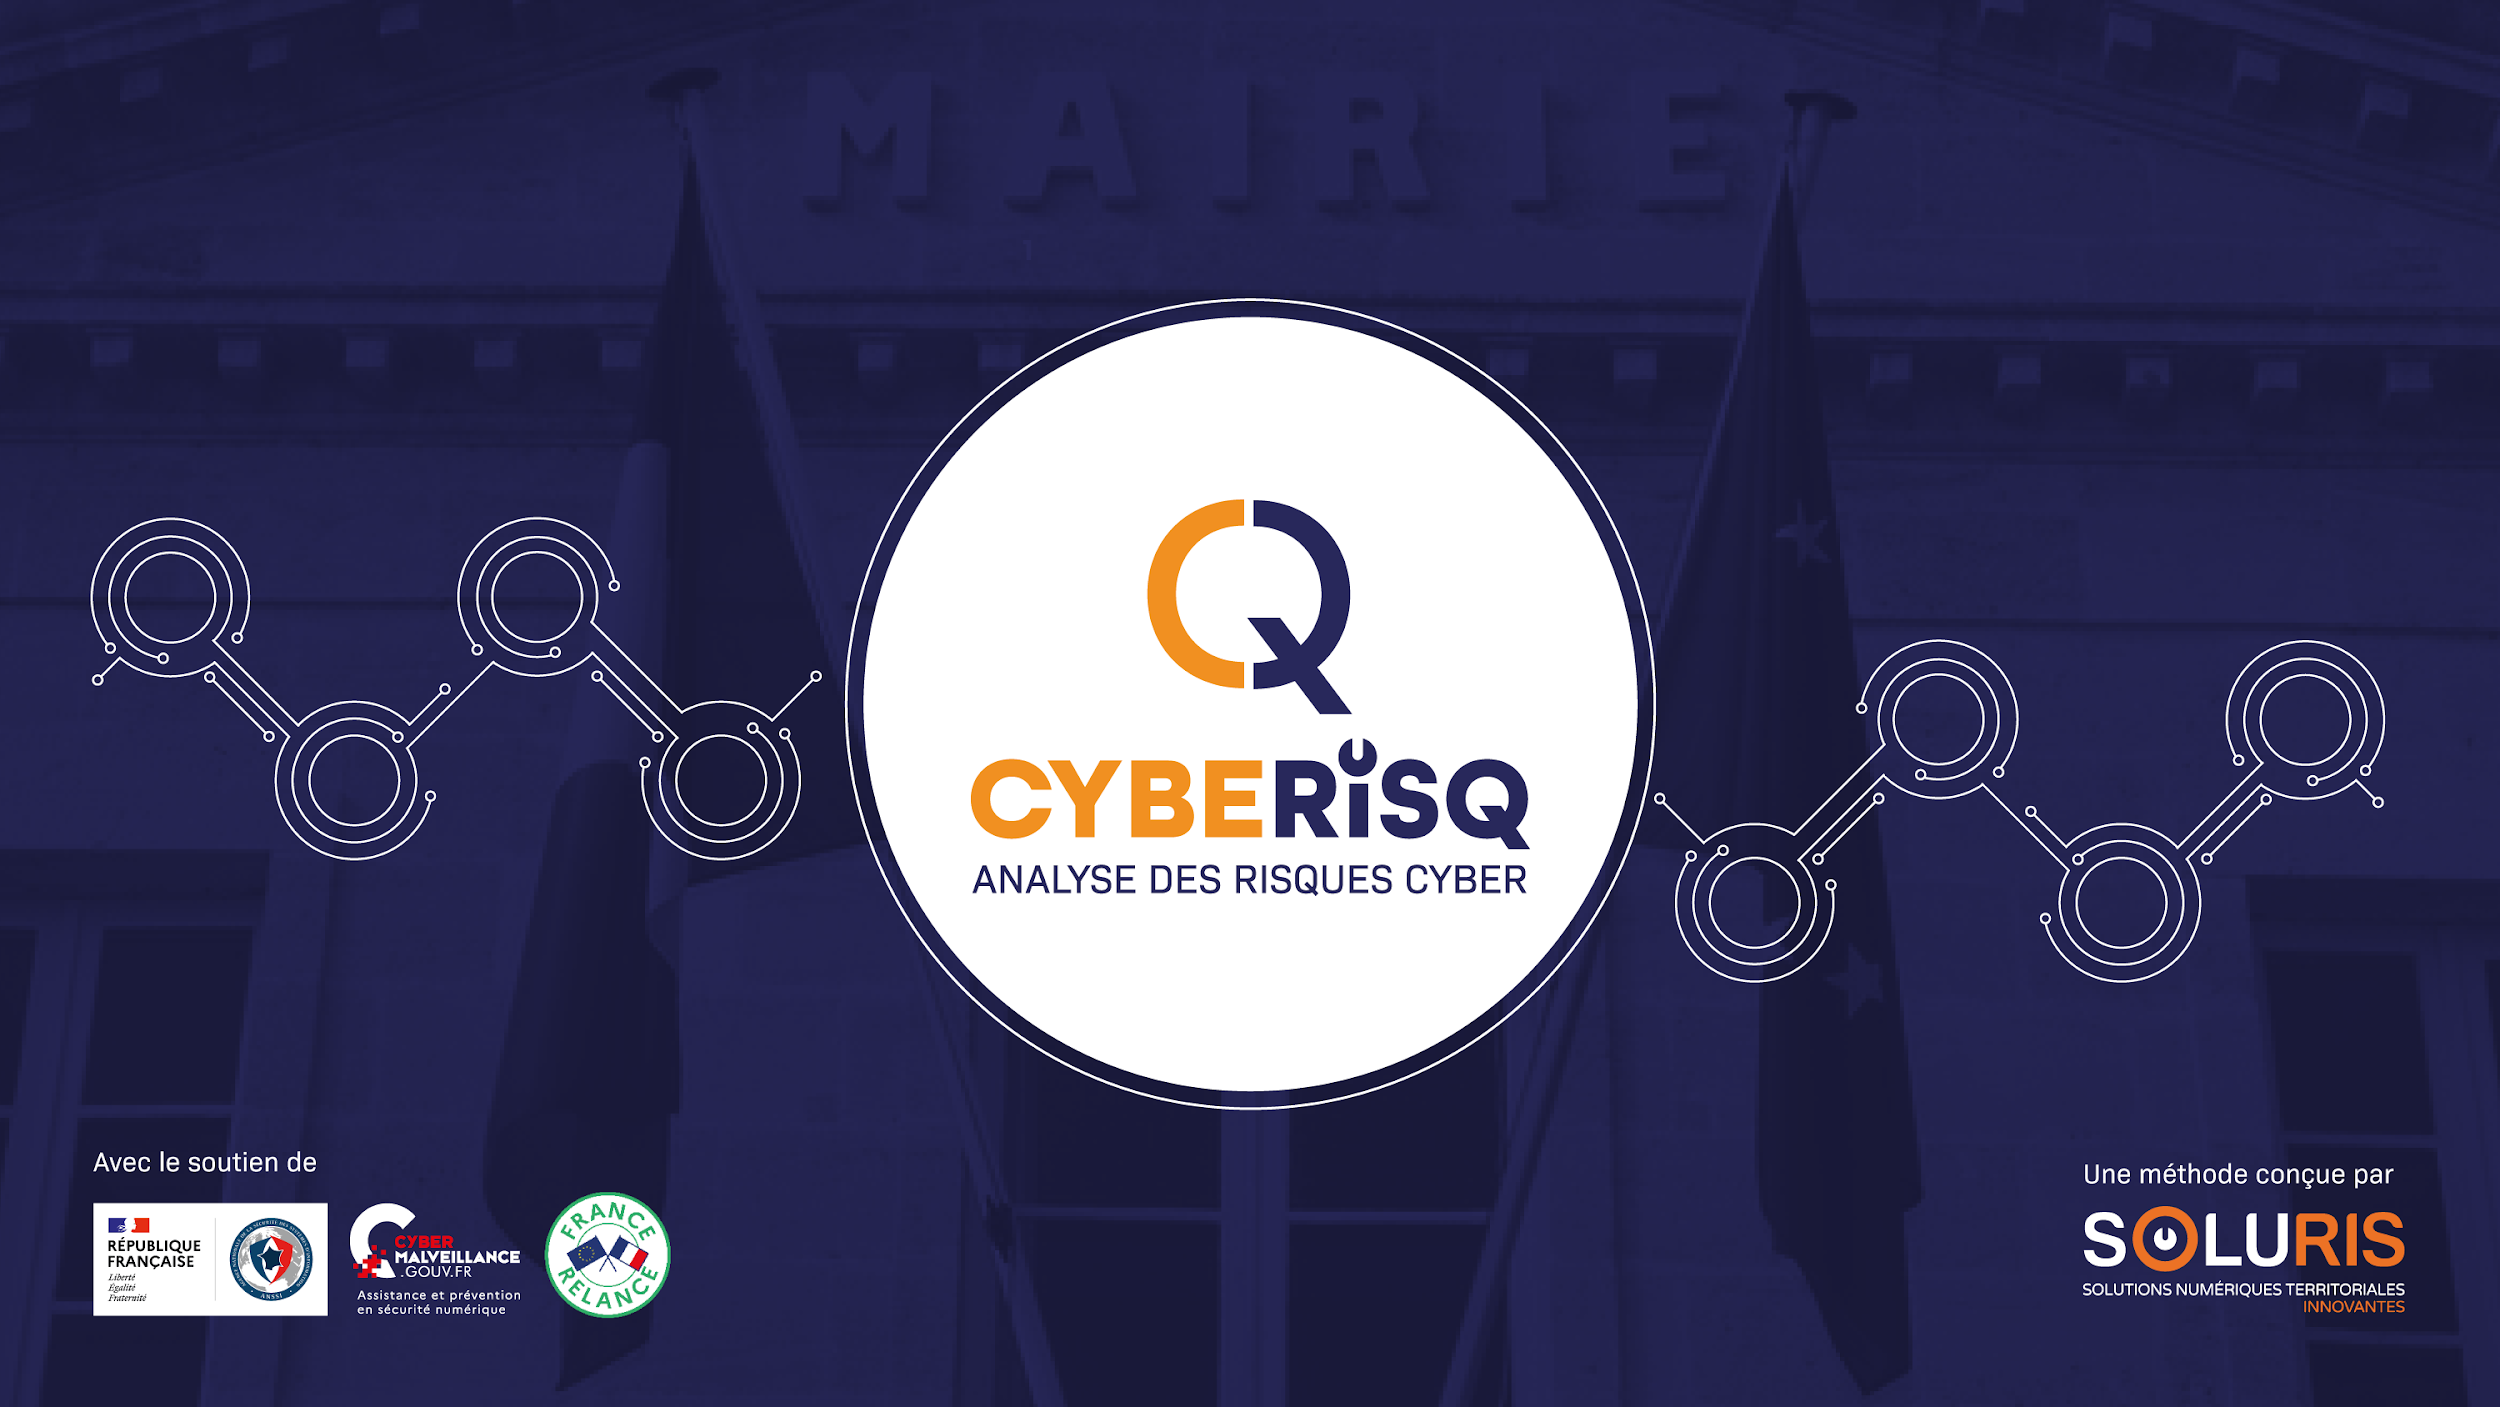 MAIRIE
CYBERiSQ
ANALYSE DES RISQUES CYBER
Avec le soutien de
RÉPUBLIQUE
FRANÇAISE
Liberté
Égalité
Fraternité
ANSSI
CYBER
MALVEILLANCE
.GOUV.FR
Assistance et prévention
en sécurité numérique
FRANCE
RELANCE
Une méthode conçue par
SOLURIS
SOLUTIONS NUMÉRIQUES TERRITORIALES
INNOVANTES